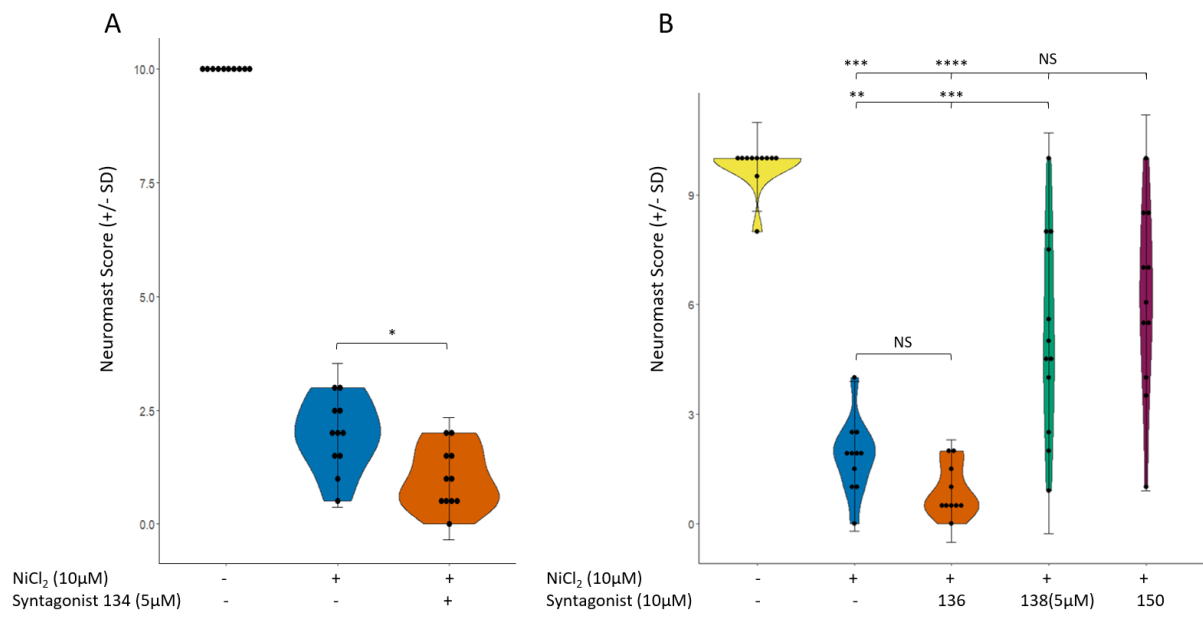 A
B
Neuromast Score (+/- SD)
10.0
7.5
5.0
2.5
0.0
*
NiCl₂ (10µM) - + +
Syntagonist 134 (5µM) - - +
Neuromast Score (+/- SD)
9
6
3
0
*** **** NS
** ***
NS
NiCl₂ (10µM) - + + + +
Syntagonist (10µM) - - 136 138(5µM) 150